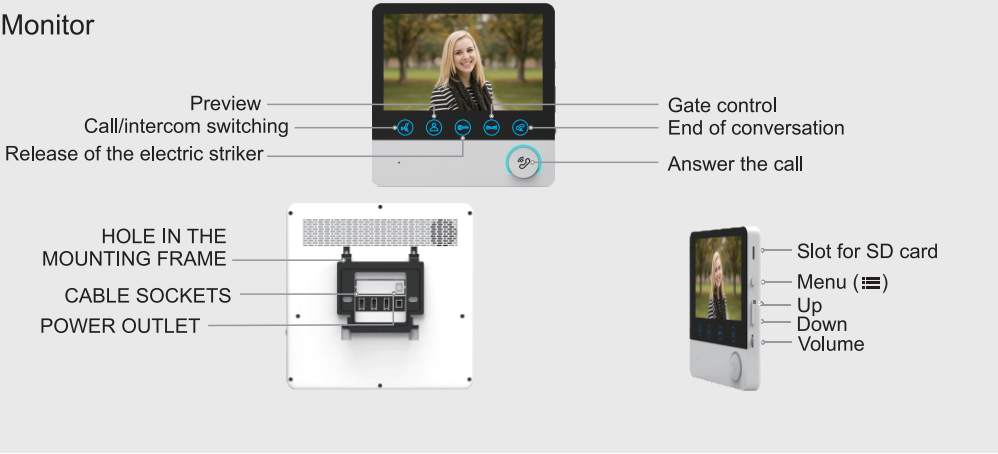 Monitor
Preview
Call/intercom switching
Release of the electric striker
Gate control
End of conversation
Answer the call
HOLE IN THE
MOUNTING FRAME
CABLE SOCKETS
POWER OUTLET
Slot for SD card
Menu (≔)
Up
Down
Volume